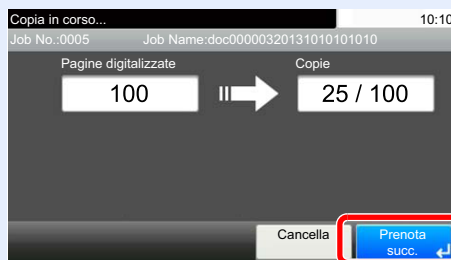 Copia in corso... 10:10
Job No.:0005 Job Name:doc00000320131010101010
Pagine digitalizzate Copie
100 25 / 100
Cancella Prenota
succ.